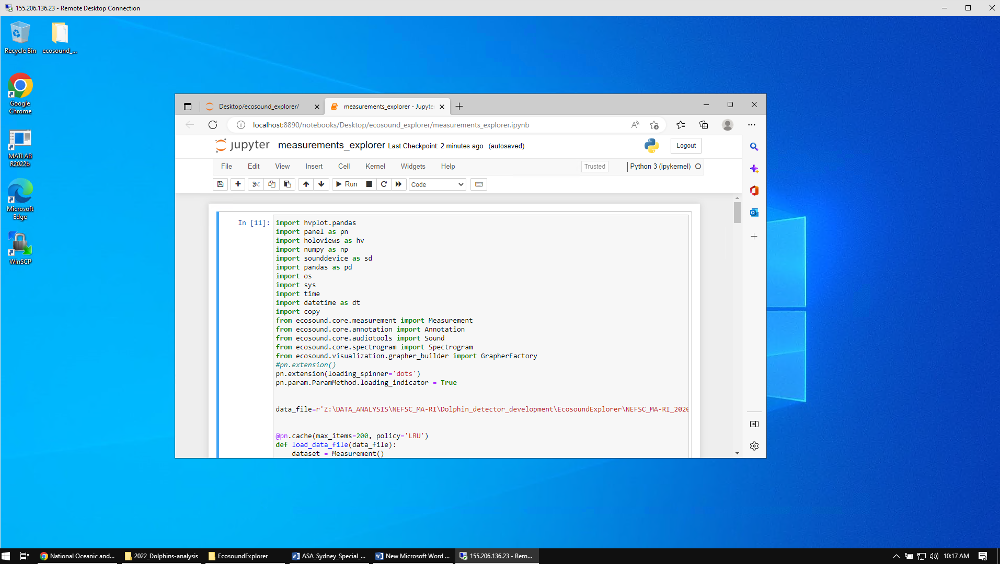 155.206.136.23 - Remote Desktop Connection
Recycle Bin
ecosound_...
Google
Chrome
MATLAB
R2022b
Microsoft
Edge
WinSCP
Desktop/ecosound_explorer/
measurements_explorer - Jupyte
localhost:8890/notebooks/Desktop/ecosound_explorer/measurements_explorer.ipynb
jupyter measurements_explorer Last Checkpoint: 2 minutes ago (autosaved)
Logout
File Edit View Insert Cell Kernel Widgets Help
Trusted
Python 3 (ipykernel)
Run
Code
In [11]:
import hvplot.pandas
import panel as pn
import holoviews as hv
import numpy as np
import sounddevice as sd
import pandas as pd
import os
import sys
import time
import datetime as dt
import copy
from ecosound.core.measurement import Measurement
from ecosound.core.annotation import Annotation
from ecosound.core.audiotools import Sound
from ecosound.core.spectrogram import Spectrogram
from ecosound.visualization.grapher_builder import GrapherFactory
#pn.extension()
pn.extension(loading_spinner='dots')
pn.param.ParamMethod.loading_indicator = True
data_file=r'Z:\DATA_ANALYSIS\NEFSC_MA-RI\Dolphin_detector_development\EcosoundExplorer\NEFSC_MA-RI_2020
@pn.cache(max_items=200, policy='LRU')
def load_data_file(data_file):
    dataset = Measurement()
National Oceanic and...
2022_Dolphins-analysis
EcosoundExplorer
ASA_Sydney_Special_...
New Microsoft Word ...
155.206.136.23 - Rem...
10:17 AM